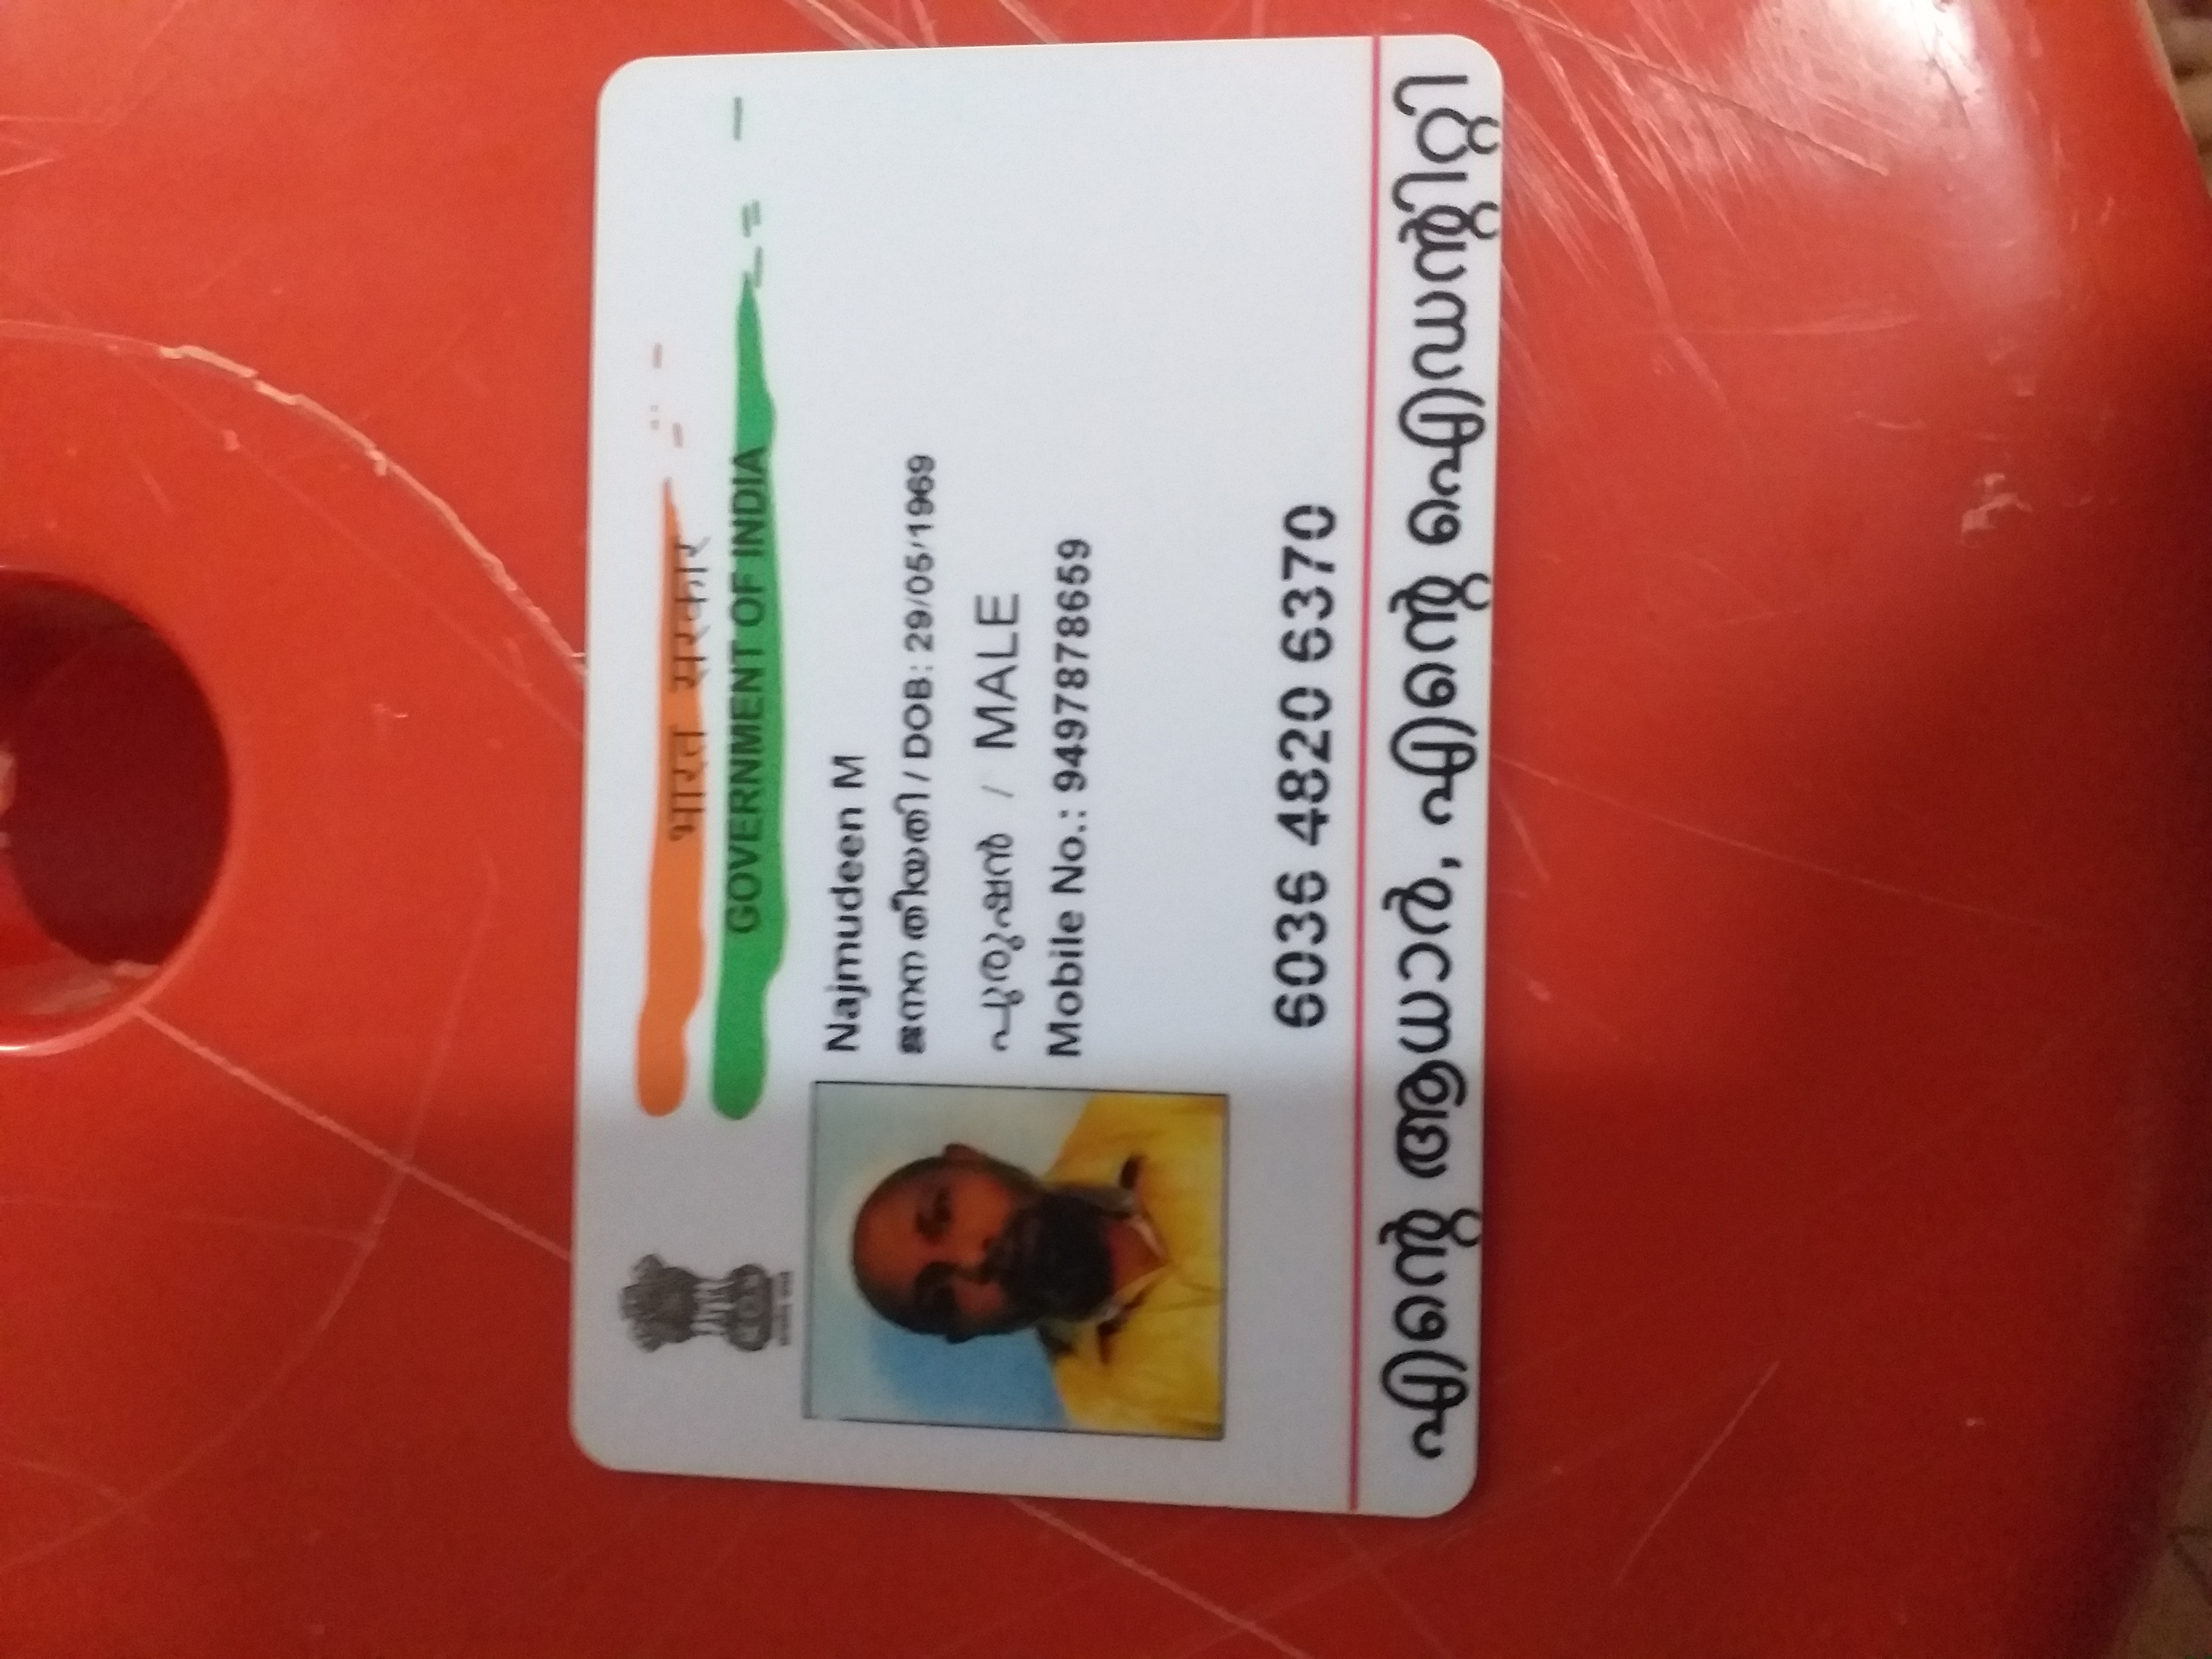 भारत सरकार
GOVERNMENT OF INDIA
Najmudeen M
ജനന തീയതി / DOB: 29/05/1969
പുരുഷൻ / MALE
Mobile No.: 9497878659
6036 4820 6370
എന്റെ ആധാർ, എന്റെ ഐഡന്റിറ്റി